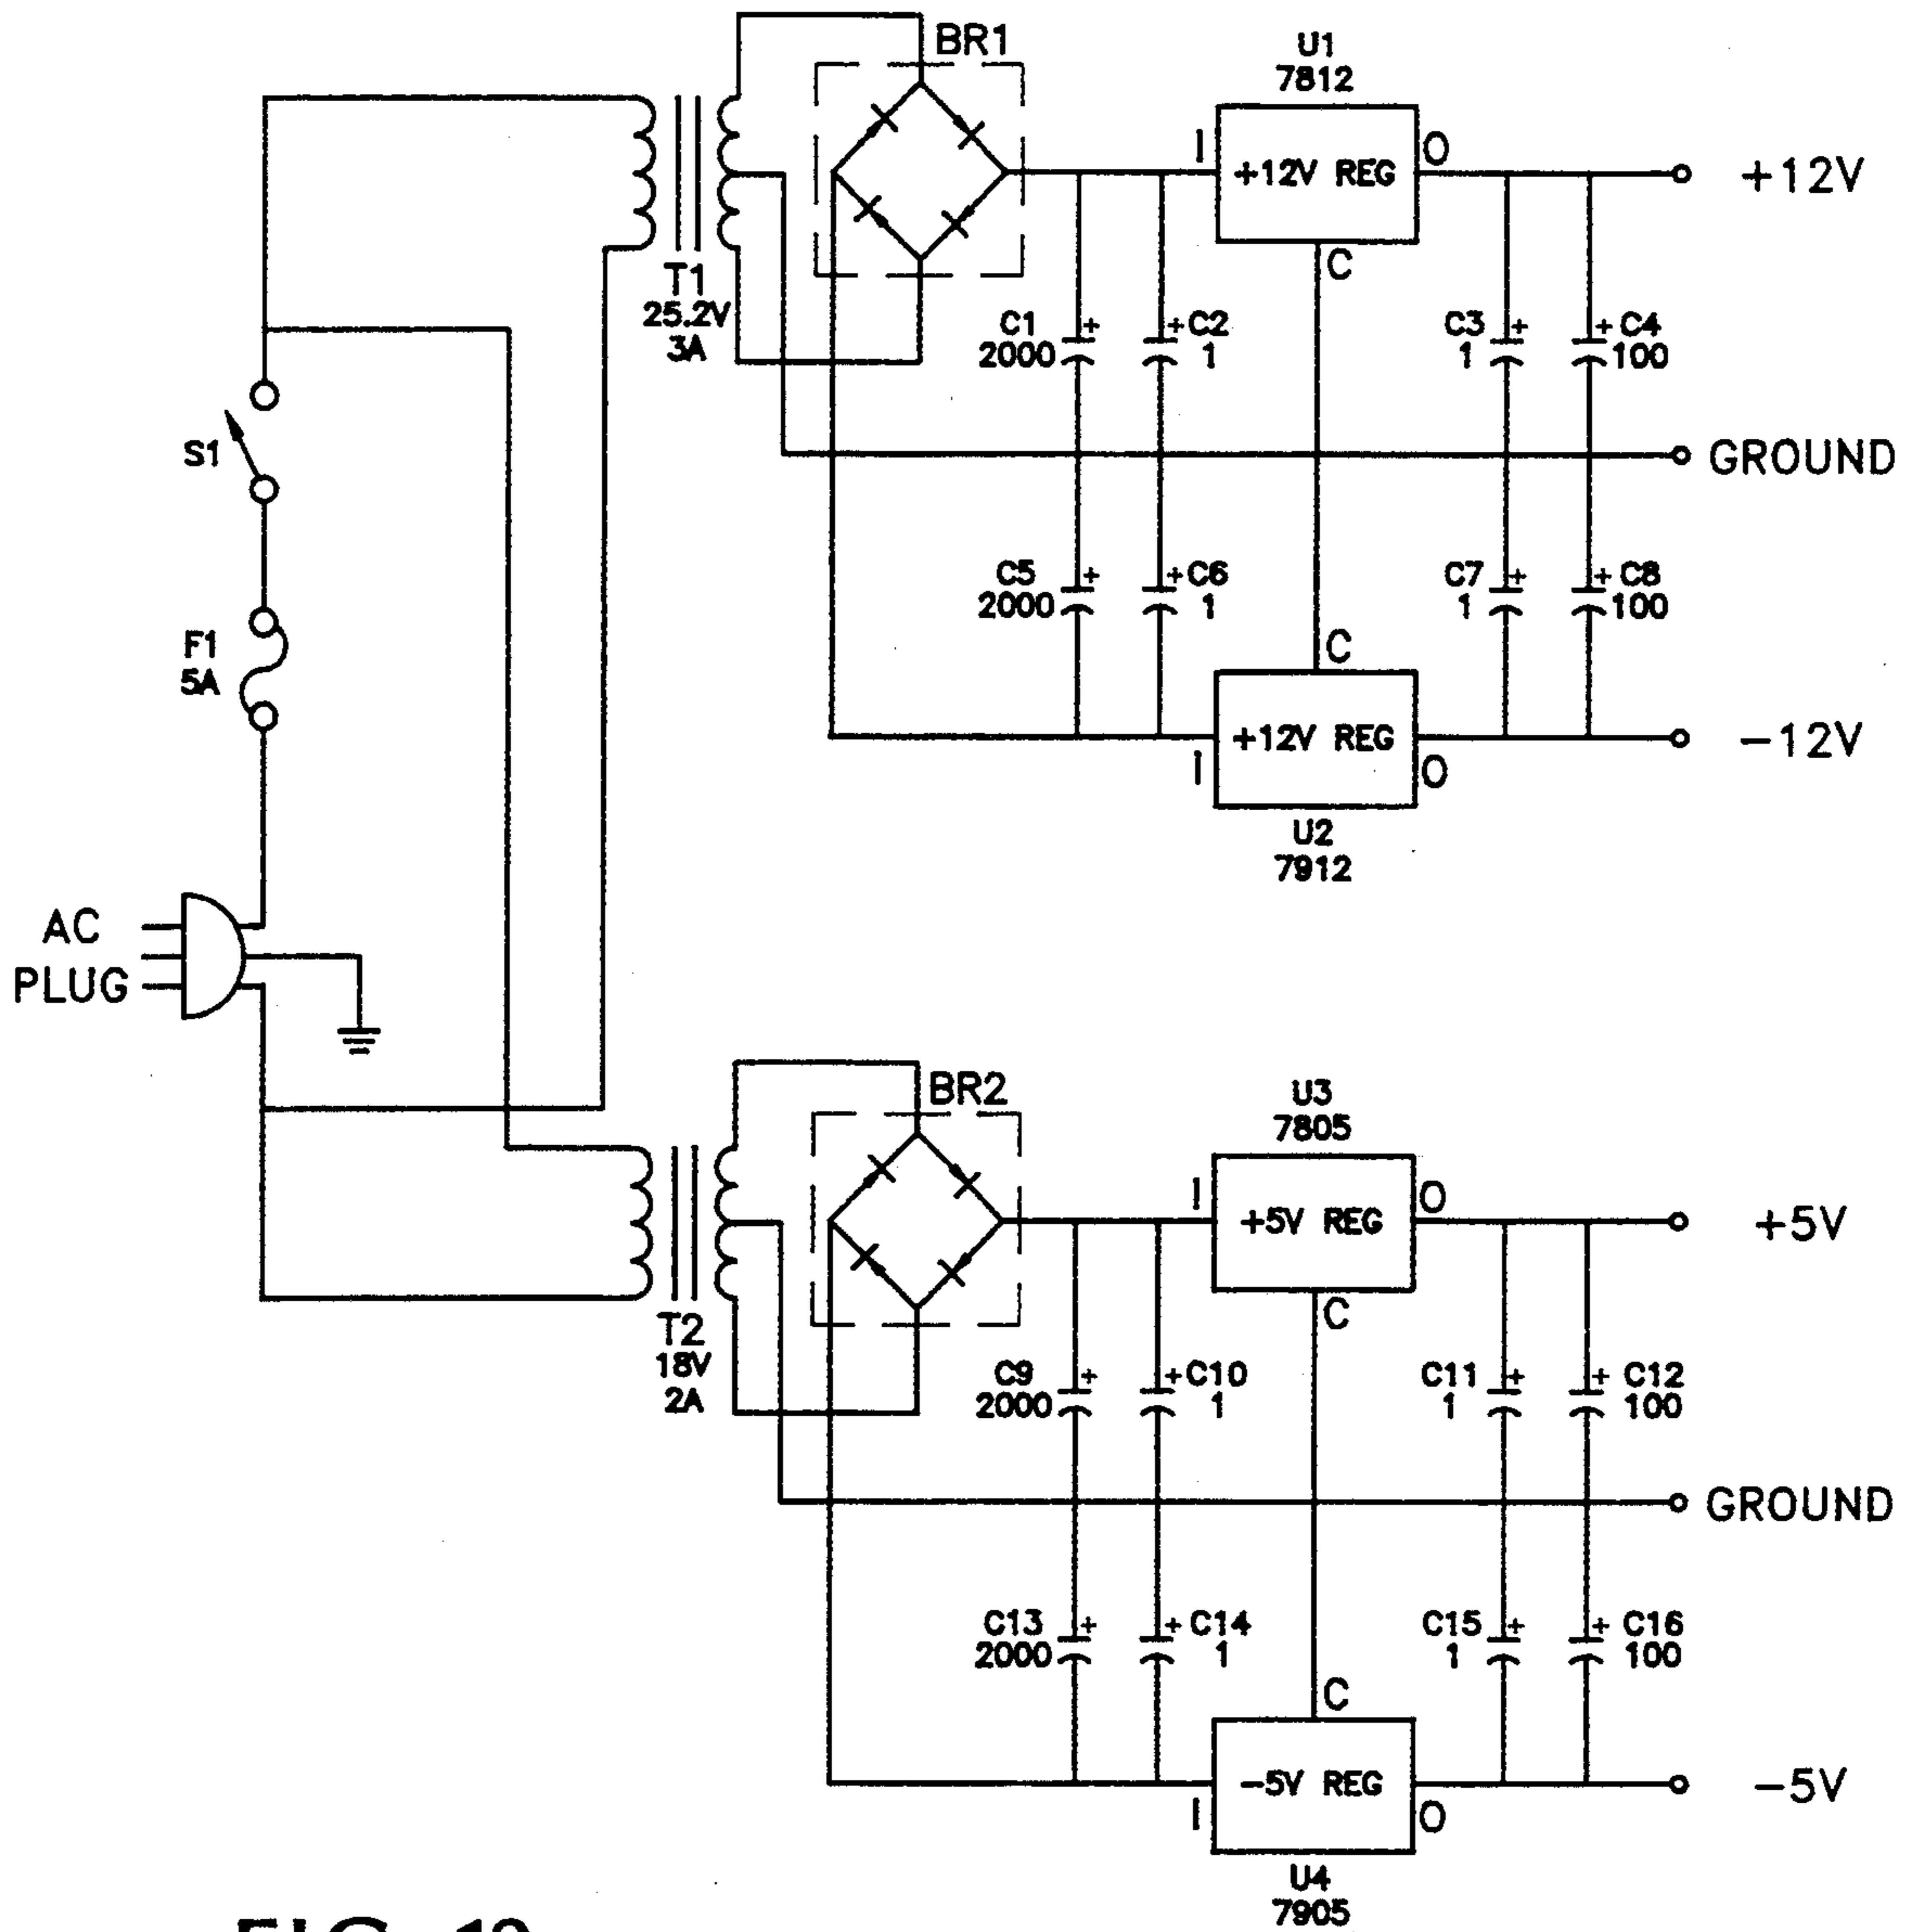 BR1
U1
7812
I
+12V REG
O
+12V
C
T1
25.2V
3A
C1
2000
+
+
C2
1
C3
1
+
+
C4
100
S1
GROUND
C5
2000
+
+
C6
1
C7
1
+
+
C8
100
F1
5A
C
+12V REG
-12V
I
O
U2
7912
AC
PLUG
BR2
U3
7805
I
+5V REG
O
+5V
C
T2
18V
2A
C9
2000
+
+
C10
1
C11
1
+
+
C12
100
GROUND
C13
2000
+
+
C14
1
C15
1
+
+
C16
100
C
-5V REG
-5V
I
O
U4
7905